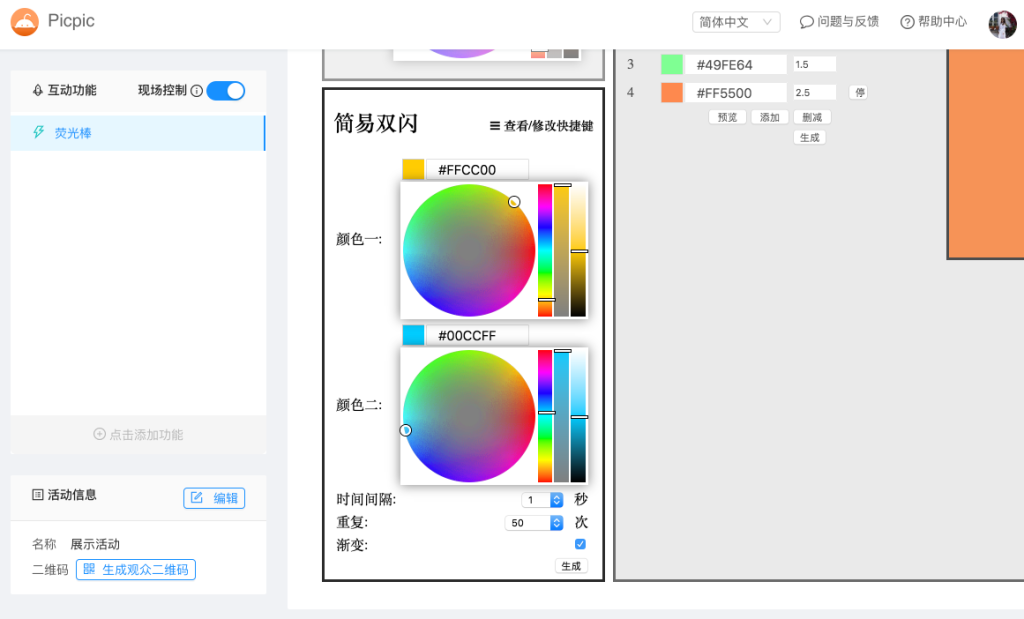 Picpic
简体中文
问题与反馈
帮助中心
互动功能
现场控制
荧光棒
点击添加功能
活动信息
编辑
名称 展示活动
二维码 生成观众二维码
简易双闪
查看/修改快捷键
#FFCC00
颜色一:
#00CCFF
颜色二:
时间间隔: 1 秒
重复: 50 次
渐变:
生成
3 #49FE64 1.5
4 #FF5500 2.5 停
预览 添加 删减
生成